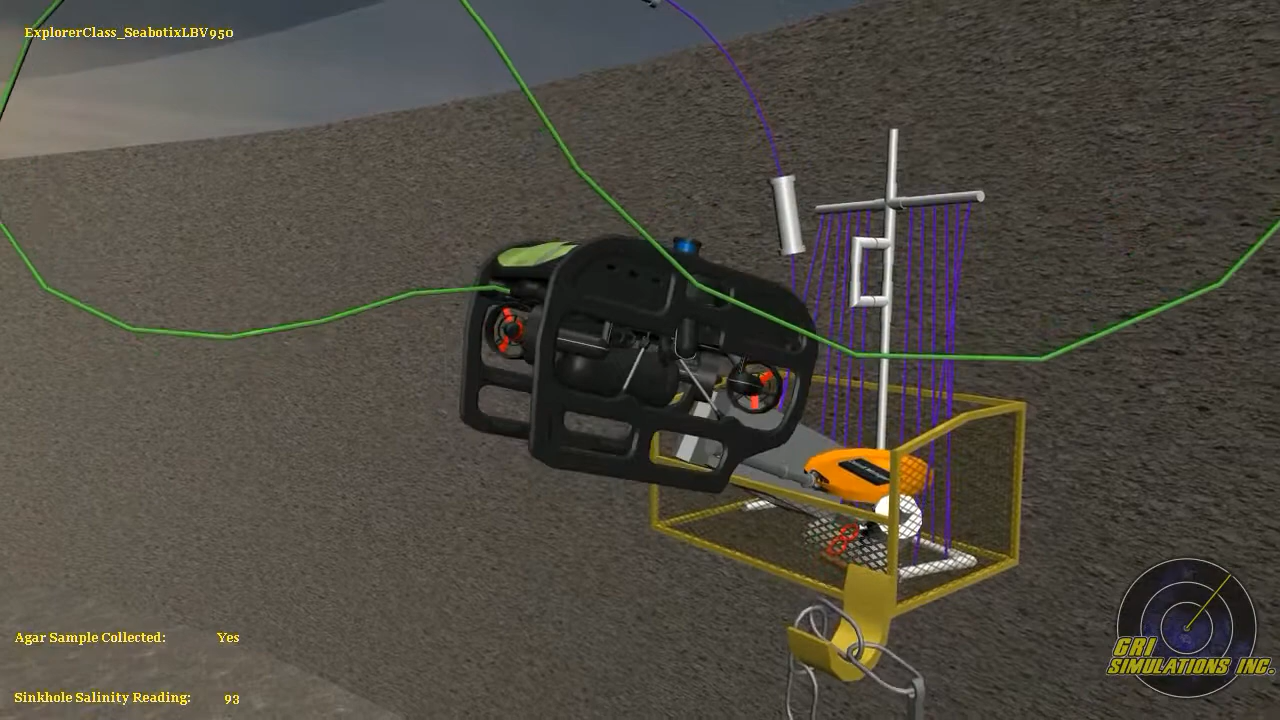 ExplorerClass_SeabotixLBV950
Agar Sample Collected: Yes
Sinkhole Salinity Reading: 93
GRI
SIMULATIONS INC.